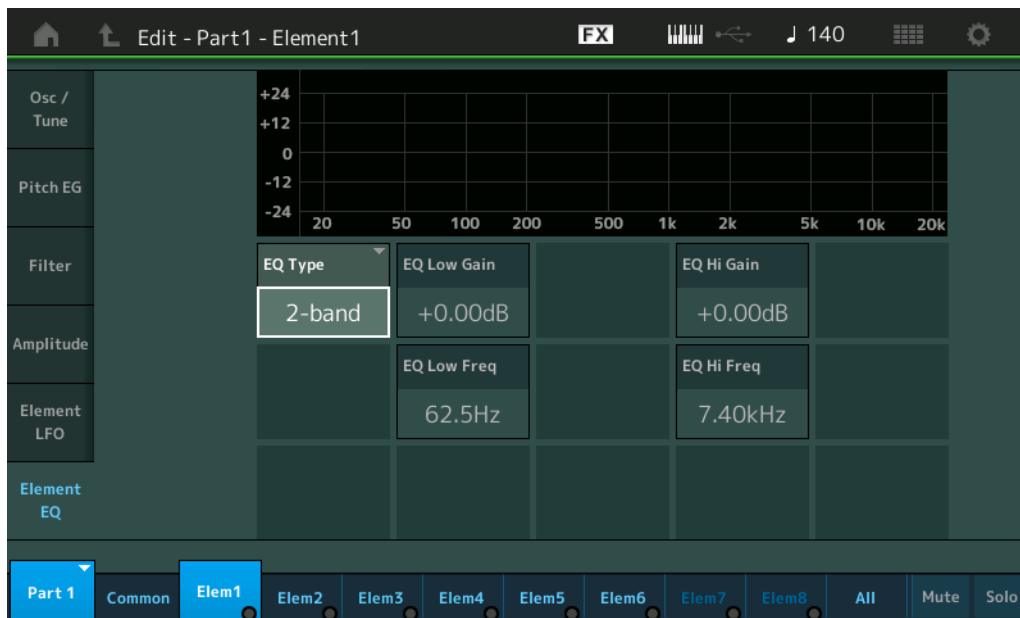 Edit - Part1 - Element1 FX ♩ 140
Osc /
Tune
Pitch EG
Filter
Amplitude
Element
LFO
Element
EQ
+24
+12
0
-12
-24
20 50 100 200 500 1k 2k 5k 10k 20k
EQ Type EQ Low Gain EQ Hi Gain
2-band +0.00dB +0.00dB
EQ Low Freq EQ Hi Freq
62.5Hz 7.40kHz
Part 1 Common Elem1 Elem2 Elem3 Elem4 Elem5 Elem6 Elem7 Elem8 All Mute Solo